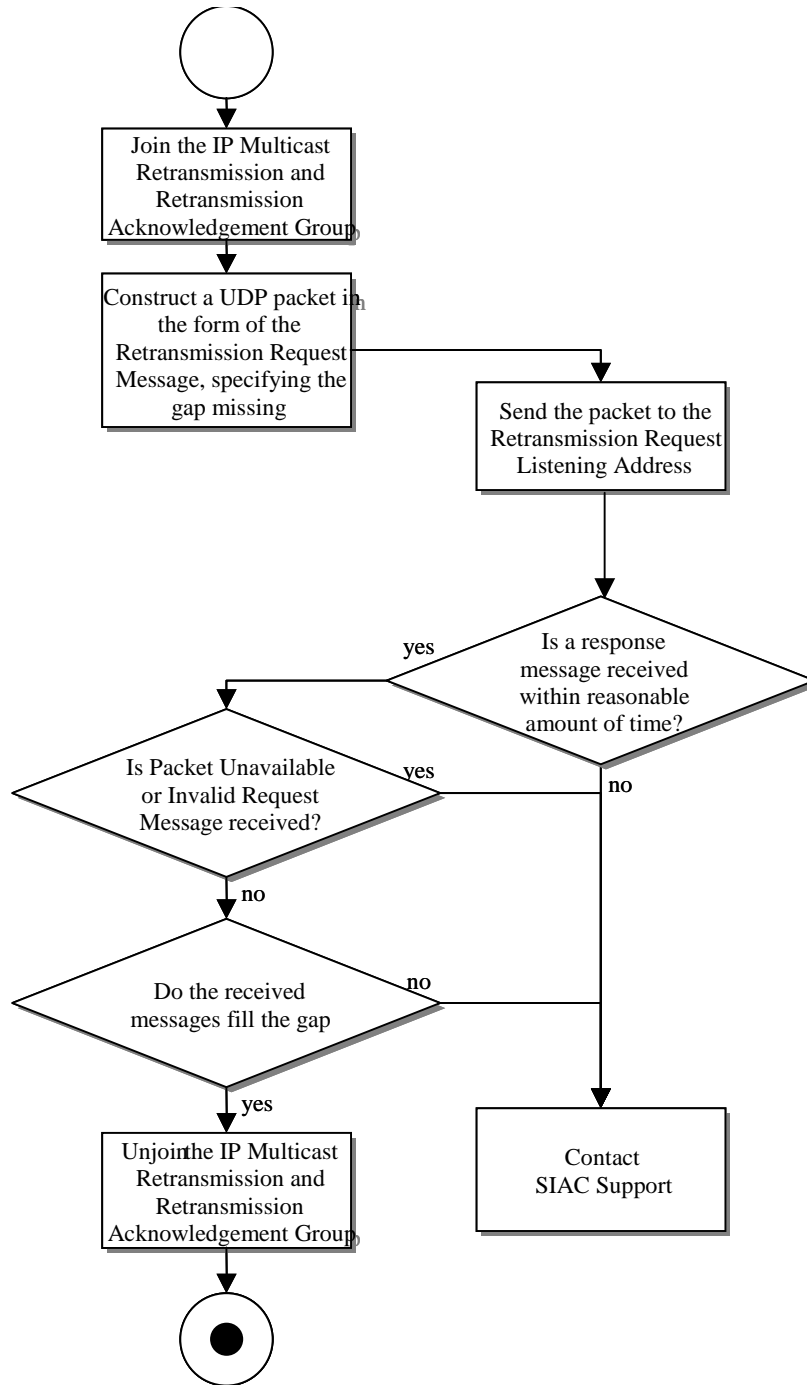 Join the IP Multicast
Retransmission and
Retransmission
Acknowledgement Group
Construct a UDP packet in
the form of the
Retransmission Request
Message, specifying the
gap missing
Send the packet to the
Retransmission Request
Listening Address
yes
Is a response
message received
within reasonable
amount of time?
Is Packet Unavailable
or Invalid Request
Message received?
yes
no
no
Do the received
messages fill the gap
no
yes
Unjoin the IP Multicast
Retransmission and
Retransmission
Acknowledgement Group
Contact
SIAC Support